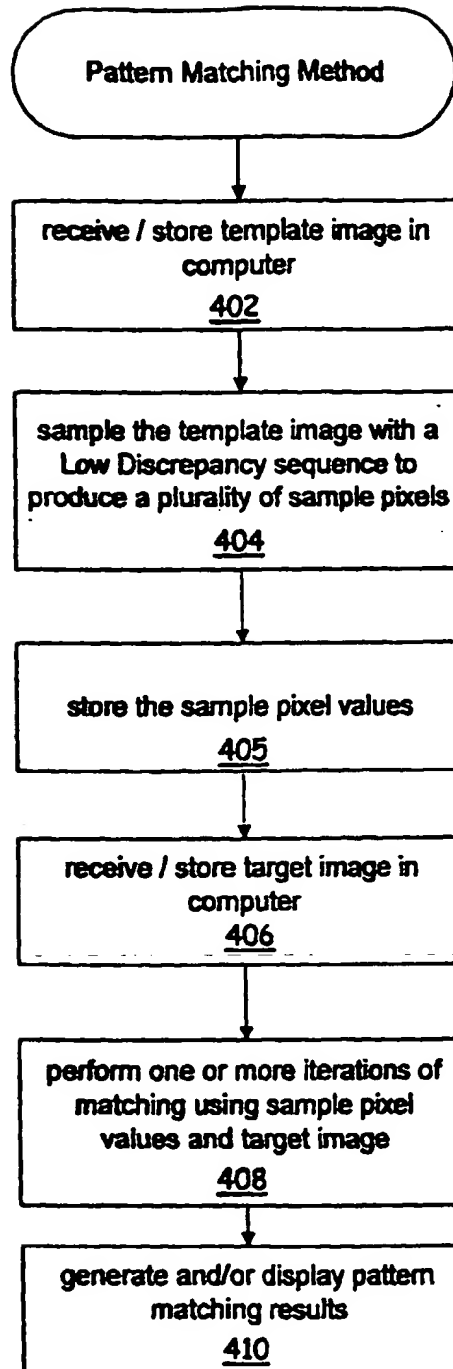 Pattern Matching Method
receive / store template image in
computer
402
sample the template image with a
Low Discrepancy sequence to
produce a plurality of sample pixels
404
store the sample pixel values
405
receive / store target image in
computer
406
perform one or more iterations of
matching using sample pixel
values and target image
408
generate and/or display pattern
matching results
410